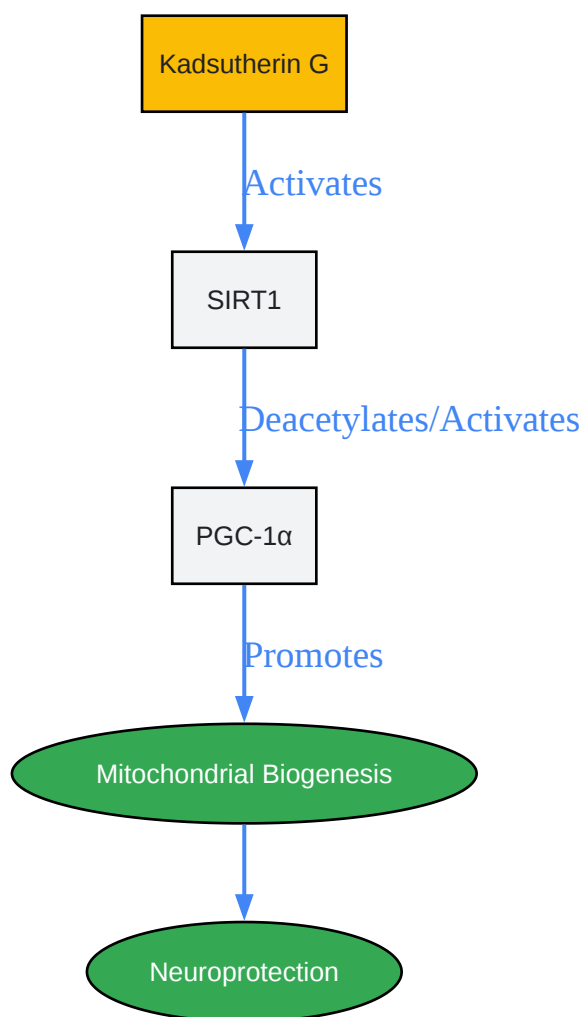 Kadsutherin G
Activates
SIRT1
Deacetylates/Activates
PGC-1α
Promotes
Mitochondrial Biogenesis
Neuroprotection